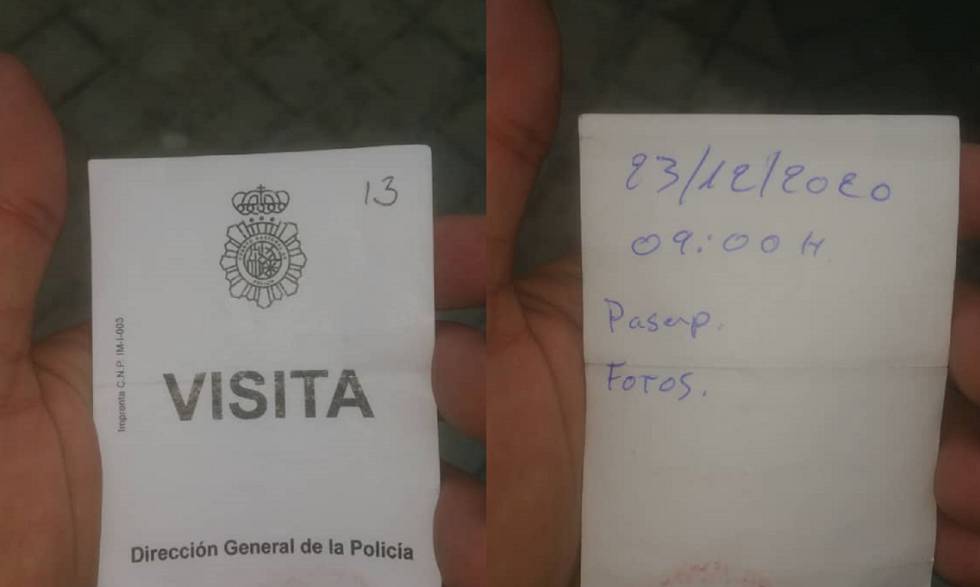 13
Imprenta C.N.P. IM-I-003
VISITA
Dirección General de la Policía
23/12/2020
09:00 H
Pasap.
FOTOS.